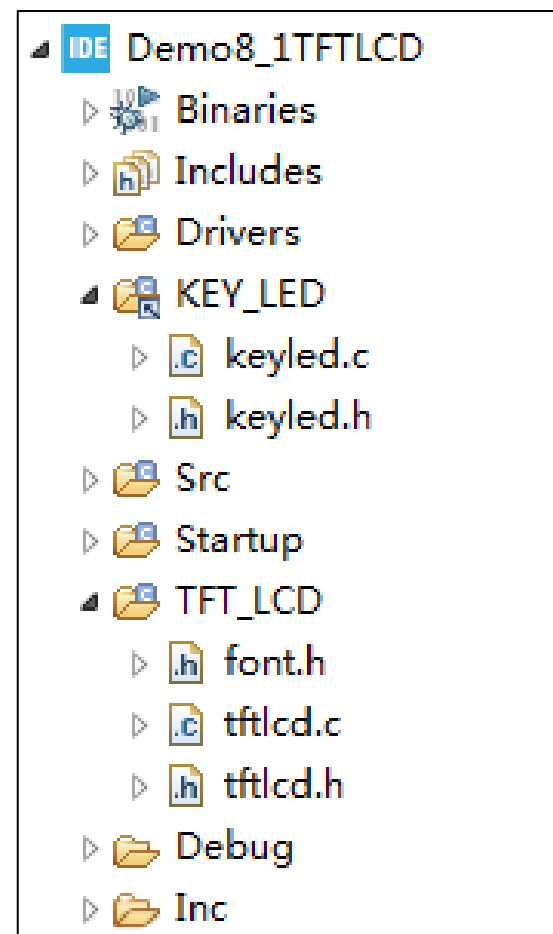 IDE Demo8_1TFTLCD
Binaries
Includes
Drivers
KEY_LED
.c keyled.c
.h keyled.h
Src
Startup
TFT_LCD
.h font.h
.c tftlcd.c
.h tftlcd.h
Debug
Inc